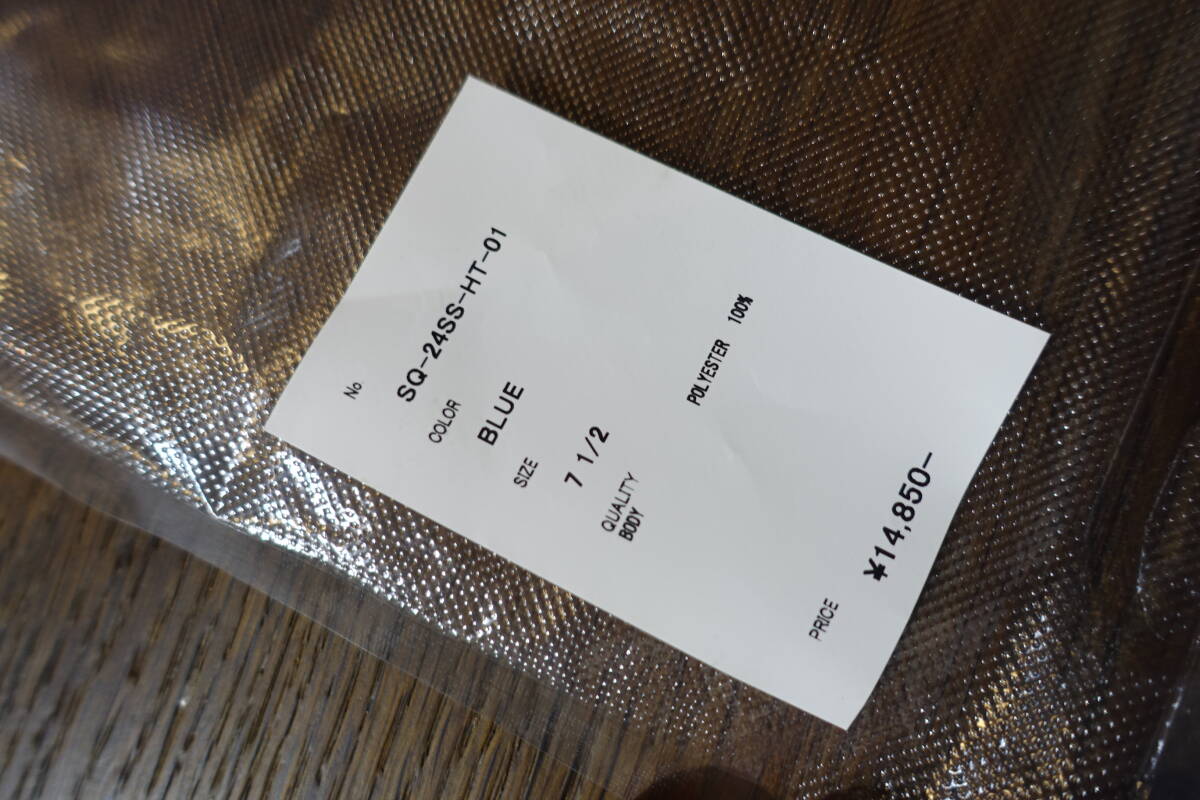 No
SQ-24SS-HT-01
COLOR
BLUE
SIZE
7 1/2
QUALITY
BODY POLYESTER 100%
PRICE
¥14,850-